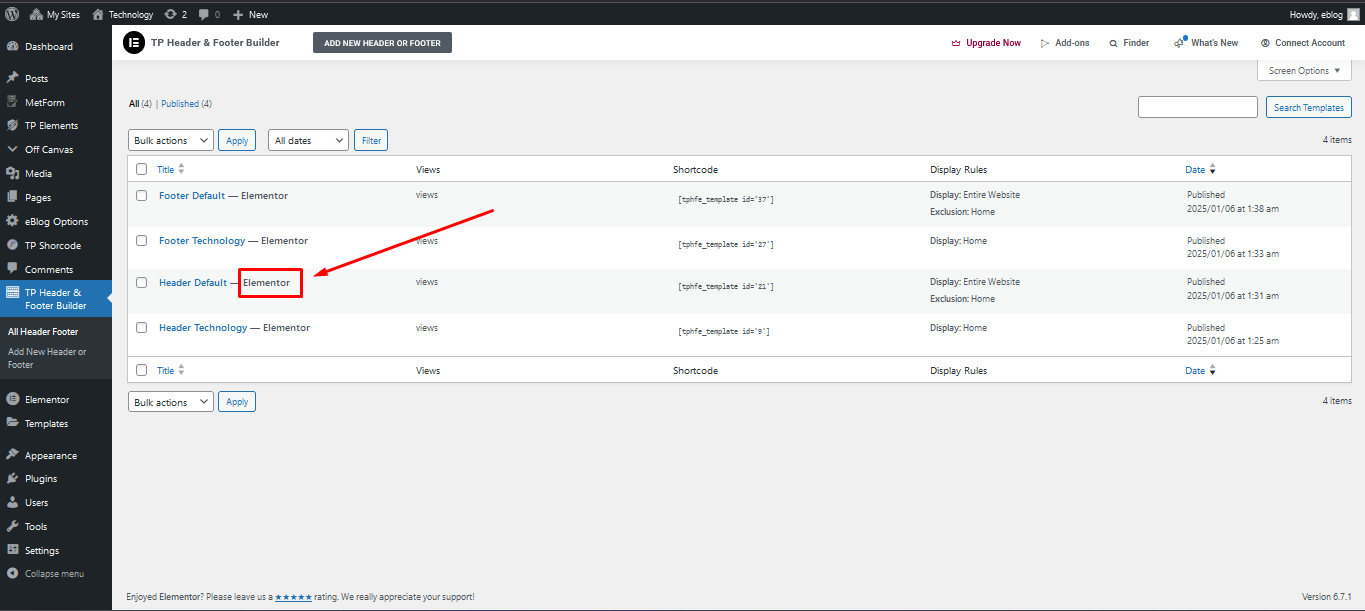 My Sites Technology 2 0 New Howdy, eblog
Dashboard
Posts
MetForm
TP Elements
Off Canvas
Media
Pages
eBlog Options
TP Shorcode
Comments
TP Header &
Footer Builder
All Header Footer
Add New Header or
Footer
Elementor
Templates
Appearance
Plugins
Users
Tools
Settings
Collapse menu
TP Header & Footer Builder ADD NEW HEADER OR FOOTER Upgrade Now Add-ons Finder What's New Connect Account
Screen Options
All (4) | Published (4)
Search Templates
Bulk actions Apply All dates Filter 4 items
Title Views Shortcode Display Rules Date
Footer Default — Elementor views [tphfe_template id='37'] Display: Entire Website Published
Exclusion: Home 2025/01/06 at 1:38 am
Footer Technology — Elementor views [tphfe_template id='27'] Display: Home Published
2025/01/06 at 1:33 am
Header Default — Elementor views [tphfe_template id='21'] Display: Entire Website Published
Exclusion: Home 2025/01/06 at 1:31 am
Header Technology — Elementor views [tphfe_template id='9'] Display: Home Published
2025/01/06 at 1:25 am
Title Views Shortcode Display Rules Date
Bulk actions Apply 4 items
Enjoyed Elementor? Please leave us a ★★★★★ rating. We really appreciate your support! Version 6.7.1